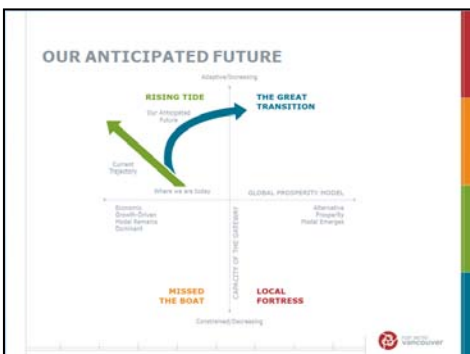 OUR ANTICIPATED FUTURE
Adaptive/Increasing
RISING TIDE
THE GREAT
TRANSITION
Our Anticipated
Future
Current
Trajectory
Where we are today
GLOBAL PROSPERITY MODEL
Economic
Growth-Driven
Model Remains
Dominant
Alternative
Prosperity
Model Emerges
CAPACITY OF THE GATEWAY
MISSED
THE BOAT
LOCAL
FORTRESS
Constrained/Decreasing
PORT METRO
vancouver